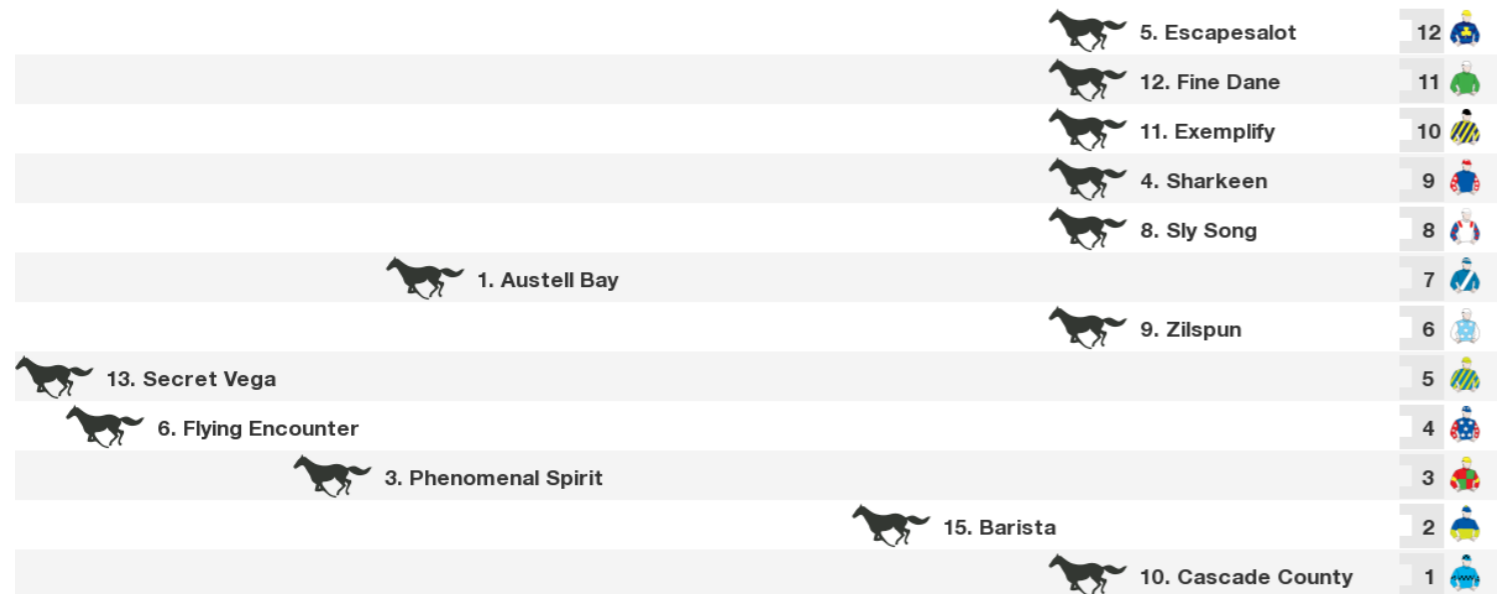 5. Escapesalot 12
12. Fine Dane 11
11. Exemplify 10
4. Sharkeen 9
8. Sly Song 8
1. Austell Bay 7
9. Zilspun 6
13. Secret Vega 5
6. Flying Encounter 4
3. Phenomenal Spirit 3
15. Barista 2
10. Cascade County 1